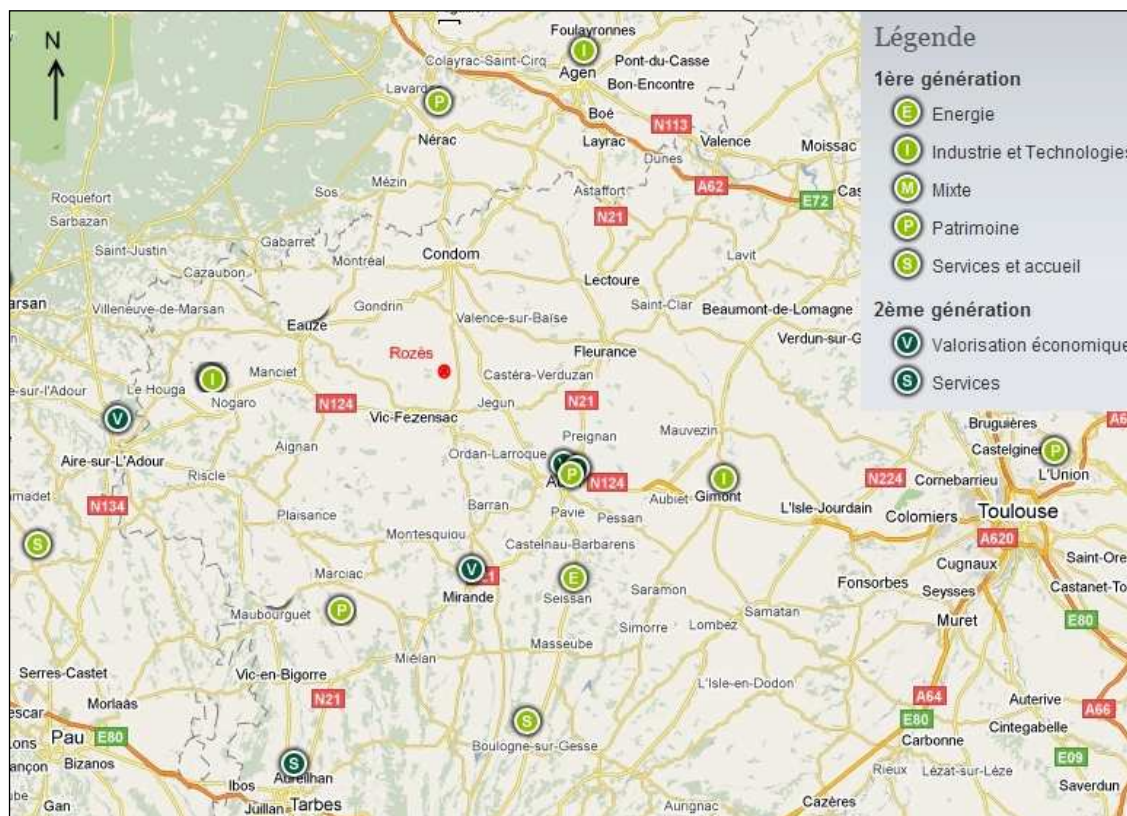 N
Foulayronnes
I
Colayrac-Saint-Cirq
Agen
Pont-du-Casse
Bon-Encontre
P
Nérac
Boé
Layrac
N113
Valence
Moissac
Dunes
A62
E72
Mézin
Sos
Astaffort
N21
Roquefort
Sarbazan
Saint-Justin
Gabarret
Cazaubon
Montréal
Condom
Lectoure
Lavit
Villeneuve-de-Marsan
Gondrin
Eauze
Valence-sur-Baïse
Saint-Clar
Beaumont-de-Lomagne
Fleurance
Rozès
Castéra-Verduzan
I
Le Houga
Manciet
Nogaro
N124
Vic-Fezensac
Jegun
N21
V
Aire-sur-L'Adour
Aignan
Riscle
Preignan
Ordan-Larroque
Mauvezin
P
N124
I
Gimont
Aubiet
N134
Plaisance
Barran
Pavie
Pessan
L'Isle-Jourdain
N224
Bruguières
P
L'Union
Cornebarrieu
Colomiers
Toulouse
A620
Cugnaux
Fonsorbes
Seysses
Muret
E80
S
Montesquiou
Castelnau-Barbarens
V
Mirande
E
Seissan
Marciac
P
Maubourguet
Saramon
Samatan
Simorre
Lombez
Masseube
Miélan
Vic-en-Bigorre
Serres-Castet
Morlaàs
N21
L'Isle-en-Dodon
A64
E80
Carbonne
Auterive
A66
Cintegabelle
E09
Pau
E80
Bizanos
S
Boulogne-sur-Gesse
S
Aureilhan
Ibos
Juillan
Tarbes
Gan
Aurignac
Cazères
Rieux
Lézat-sur-Lèze
Saverdun
Légende
1ère génération
E Energie
I Industrie et Technologies
M Mixte
P Patrimoine
S Services et accueil
2ème génération
V Valorisation économique
S Services